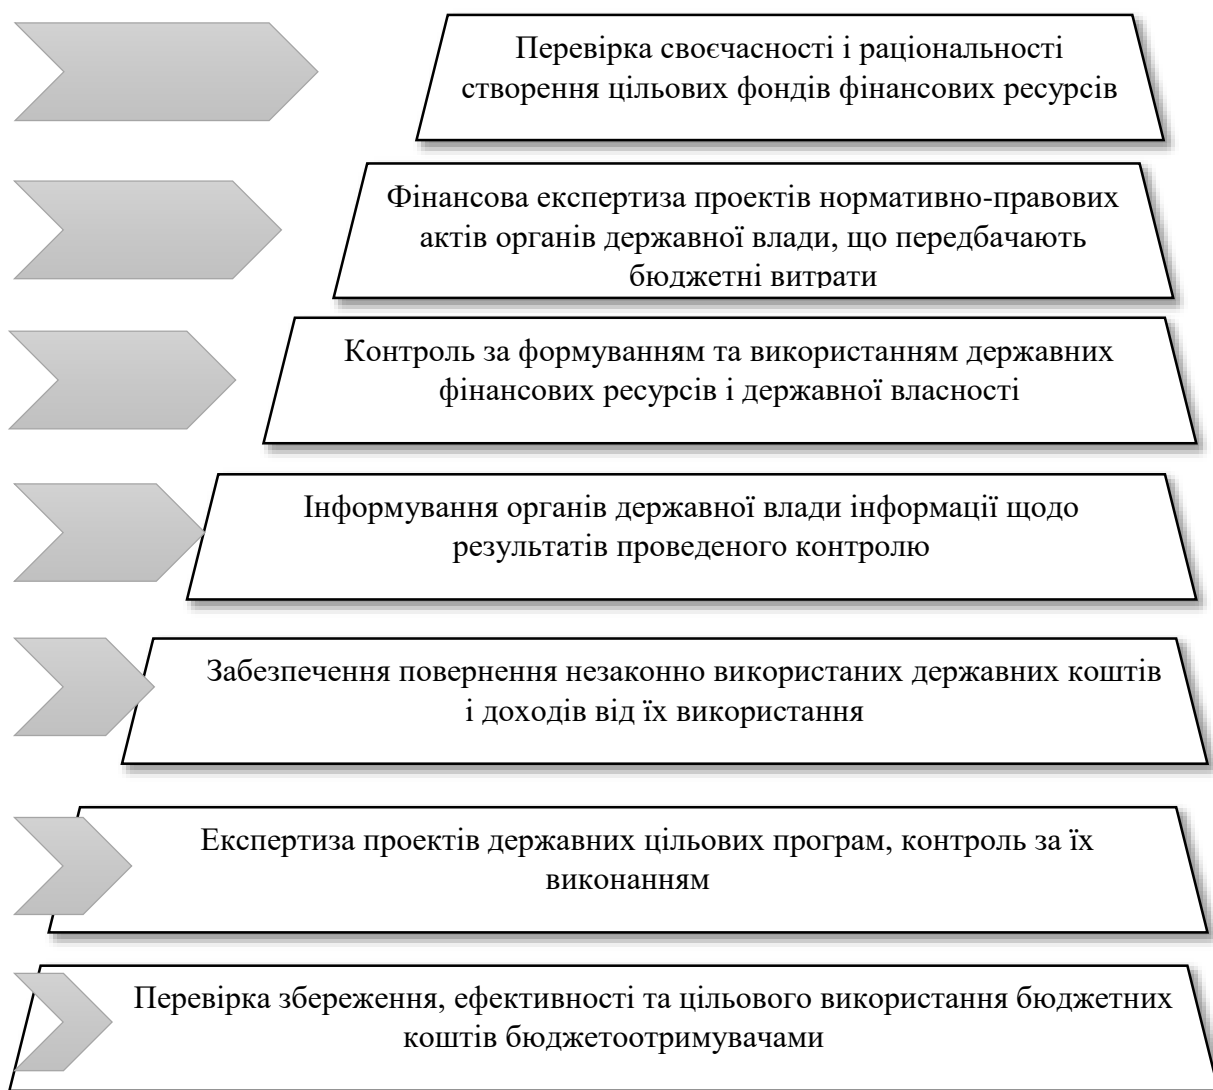 Перевірка своєчасності і раціональності
створення цільових фондів фінансових ресурсів
Фінансова експертиза проектів нормативно-правових
актів органів державної влади, що передбачають
бюджетні витрати
Контроль за формуванням та використанням державних
фінансових ресурсів і державної власності
Інформування органів державної влади інформації щодо
результатів проведеного контролю
Забезпечення повернення незаконно використаних державних коштів
і доходів від їх використання
Експертиза проектів державних цільових програм, контроль за їх
виконанням
Перевірка збереження, ефективності та цільового використання бюджетних
коштів бюджетоотримувачами